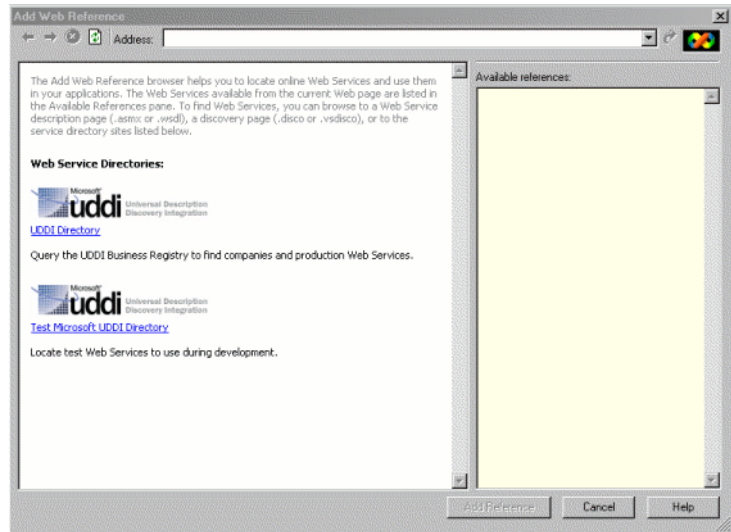 Add Web Reference
Address:
The Add Web Reference browser helps you to locate online Web Services and use them
in your applications. The Web Services available from the current Web page are listed in
the Available References pane. To find Web Services, you can browse to a Web Service
description page (.asmx or .wsdl), a discovery page (.disco or .vsdisco), or to the
service directory sites listed below.
Web Service Directories:
Microsoft
uddi Universal Description
Discovery Integration
UDDI Directory
Query the UDDI Business Registry to find companies and production Web Services.
Microsoft
uddi Universal Description
Discovery Integration
Test Microsoft UDDI Directory
Locate test Web Services to use during development.
Available references:
Add Reference
Cancel
Help